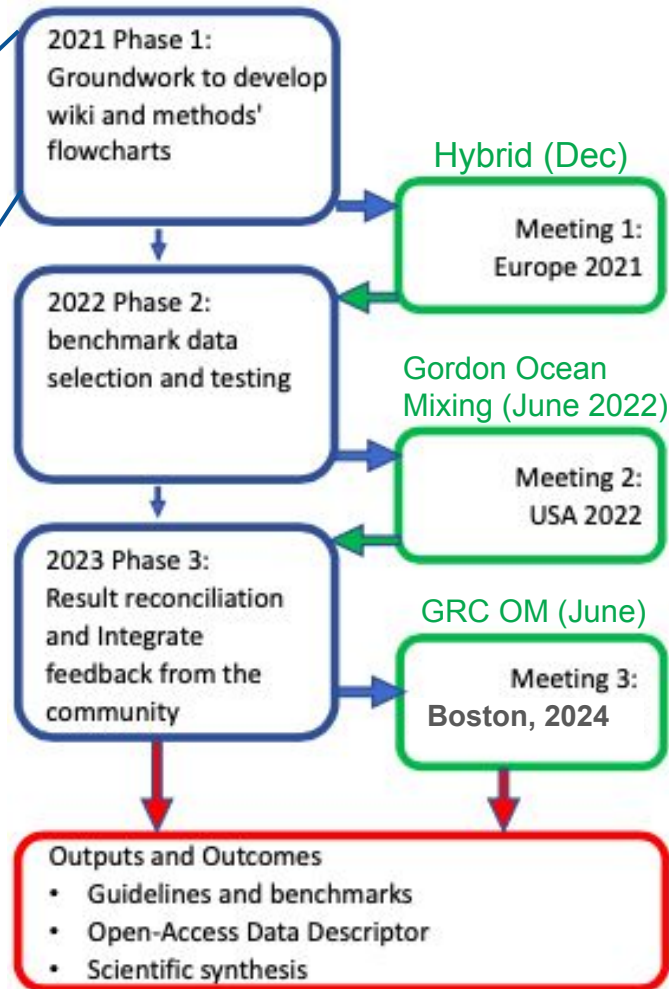 2021 Phase 1:
Groundwork to develop
wiki and methods'
flowcharts
Hybrid (Dec)
Meeting 1:
Europe 2021
2022 Phase 2:
benchmark data
selection and testing
Gordon Ocean
Mixing (June 2022)
Meeting 2:
USA 2022
2023 Phase 3:
Result reconciliation
and Integrate
feedback from the
community
GRC OM (June)
Meeting 3:
Boston, 2024
Outputs and Outcomes
• Guidelines and benchmarks
• Open-Access Data Descriptor
• Scientific synthesis